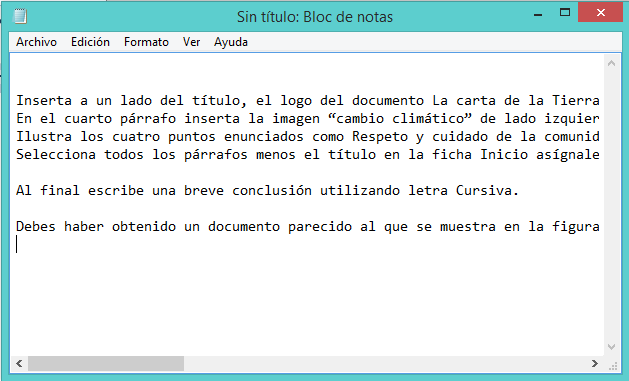 Sin título: Bloc de notas
Archivo Edición Formato Ver Ayuda
Inserta a un lado del título, el logo del documento La carta de la Tierra
En el cuarto párrafo inserta la imagen “cambio climático” de lado izquier
Ilustra los cuatro puntos enunciados como Respeto y cuidado de la comunid
Selecciona todos los párrafos menos el título en la ficha Inicio asígnale
Al final escribe una breve conclusión utilizando letra Cursiva.
Debes haber obtenido un documento parecido al que se muestra en la figura